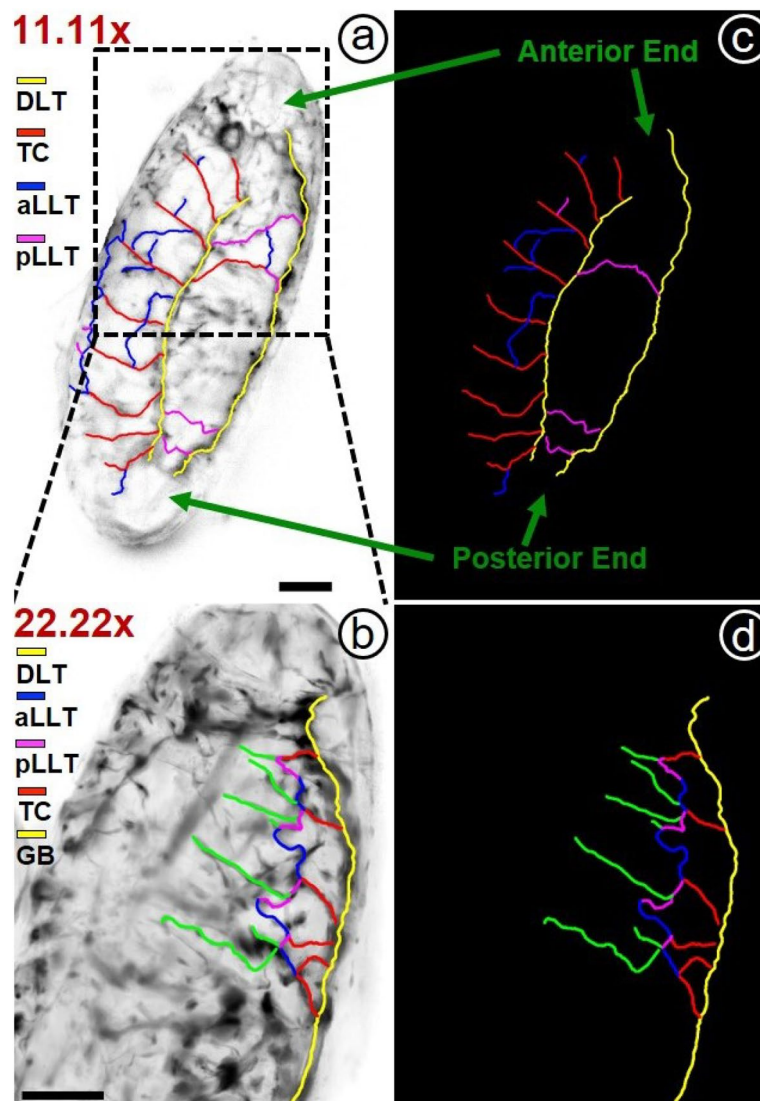 11.11x
a
c
Anterior End
DLT
TC
aLLT
pLLT
Posterior End
22.22x
b
d
DLT
aLLT
pLLT
TC
GB